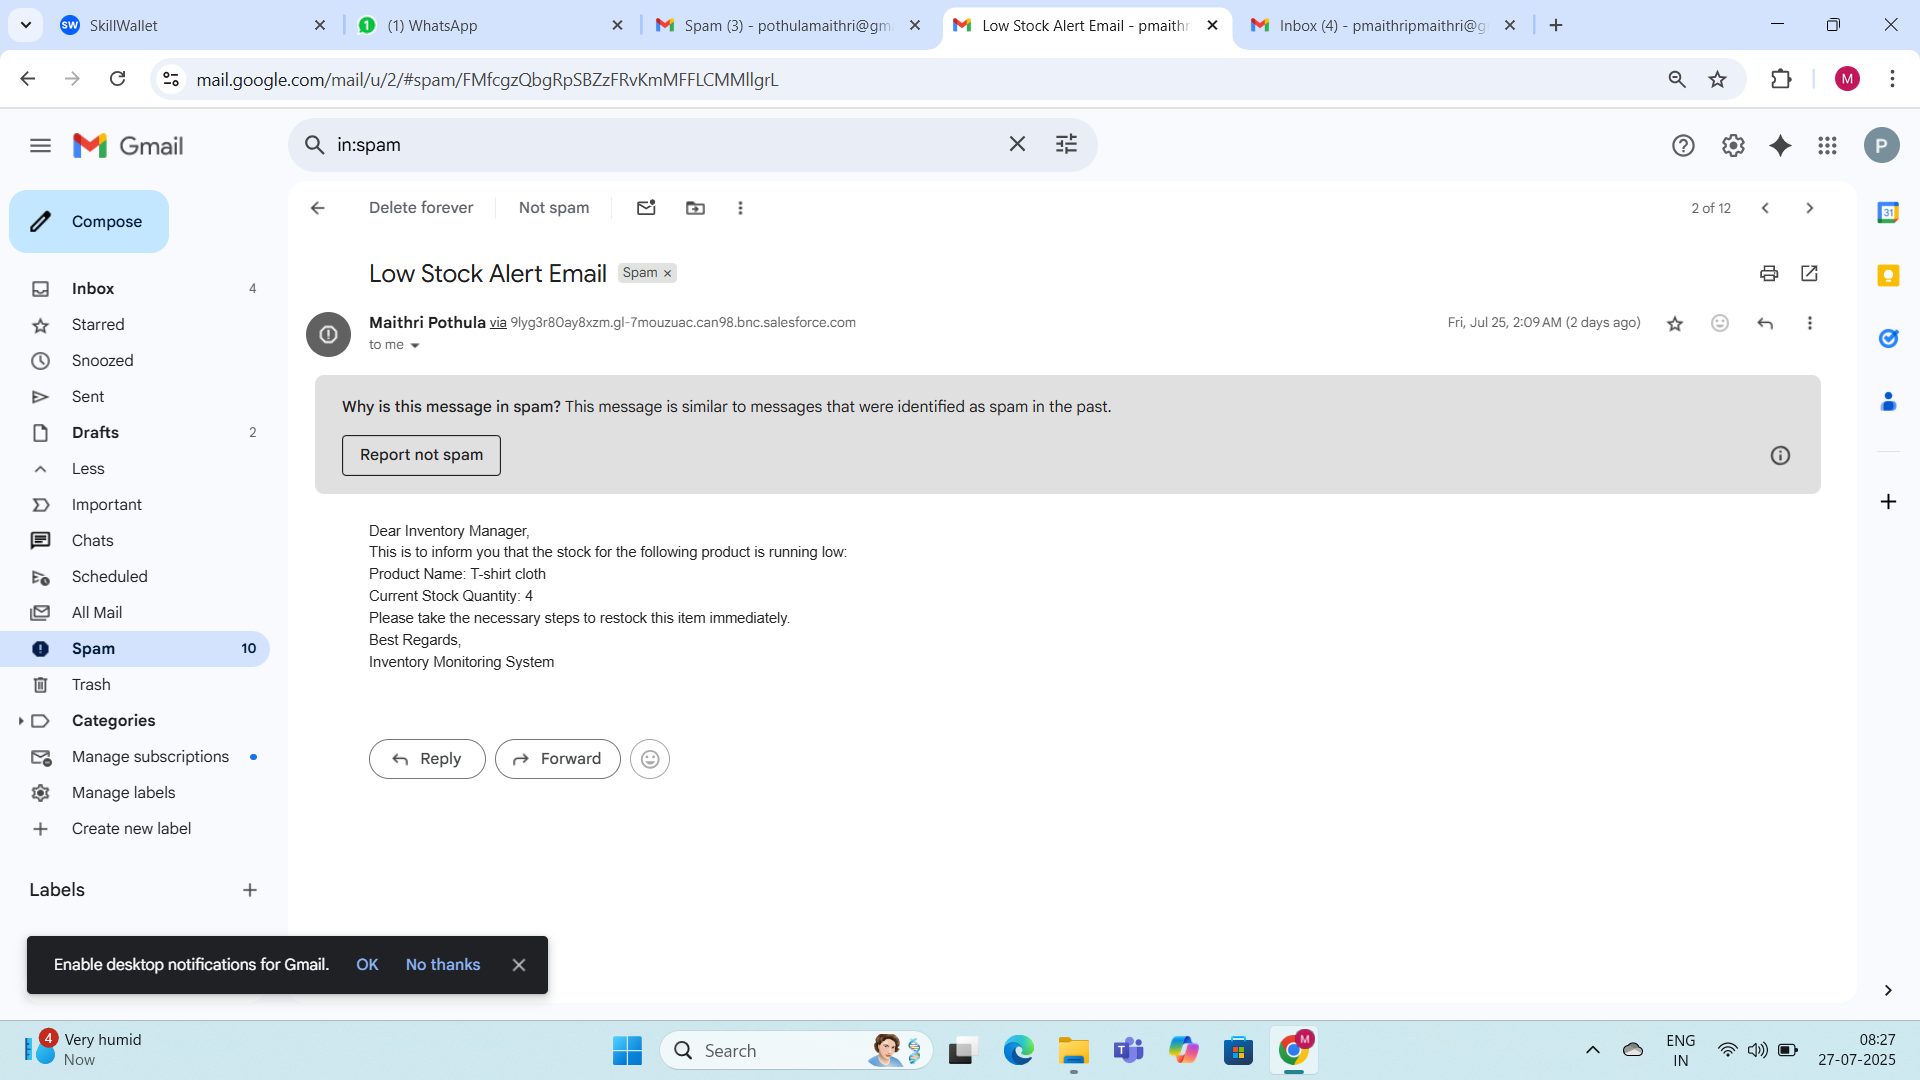 SW SkillWallet
1 (1) WhatsApp
Spam (3) - pothulamaithri@gm
Low Stock Alert Email - pmaithri
Inbox (4) - pmaithripmaithri@g
mail.google.com/mail/u/2/#spam/FMfcgzQbgRpSBZzFRvKmMFFLCMMllgrL
M
Gmail
in:spam
P
Compose
Delete forever
Not spam
2 of 12
31
Low Stock Alert Email Spam ×
Inbox 4
Starred
Snoozed
Sent
Drafts 2
Less
Important
Chats
Scheduled
All Mail
Spam 10
Trash
Categories
Manage subscriptions
Manage labels
Create new label
Labels
Maithri Pothula via 9lyg3r80ay8xzm.gl-7mouzuac.can98.bnc.salesforce.com
Fri, Jul 25, 2:09 AM (2 days ago)
to me
Why is this message in spam? This message is similar to messages that were identified as spam in the past.
Report not spam
Dear Inventory Manager,
This is to inform you that the stock for the following product is running low:
Product Name: T-shirt cloth
Current Stock Quantity: 4
Please take the necessary steps to restock this item immediately.
Best Regards,
Inventory Monitoring System
Reply
Forward
Enable desktop notifications for Gmail. OK No thanks
4
Very humid
Now
Search
M
ENG
IN
08:27
27-07-2025